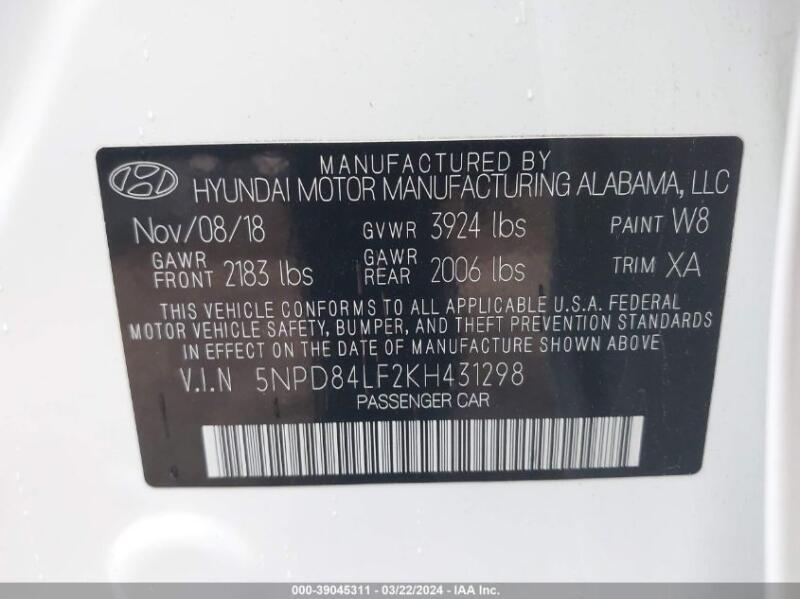 MANUFACTURED BY
HYUNDAI MOTOR MANUFACTURING ALABAMA, LLC
Nov/08/18 GVWR 3924 lbs PAINT W8
GAWR FRONT 2183 lbs GAWR REAR 2006 lbs TRIM XA
THIS VEHICLE CONFORMS TO ALL APPLICABLE U.S.A. FEDERAL
MOTOR VEHICLE SAFETY, BUMPER, AND THEFT PREVENTION STANDARDS
IN EFFECT ON THE DATE OF MANUFACTURE SHOWN ABOVE.
V.I.N 5NPD84LF2KH431298
PASSENGER CAR
000-39045311 - 03/22/2024 - IAA Inc.